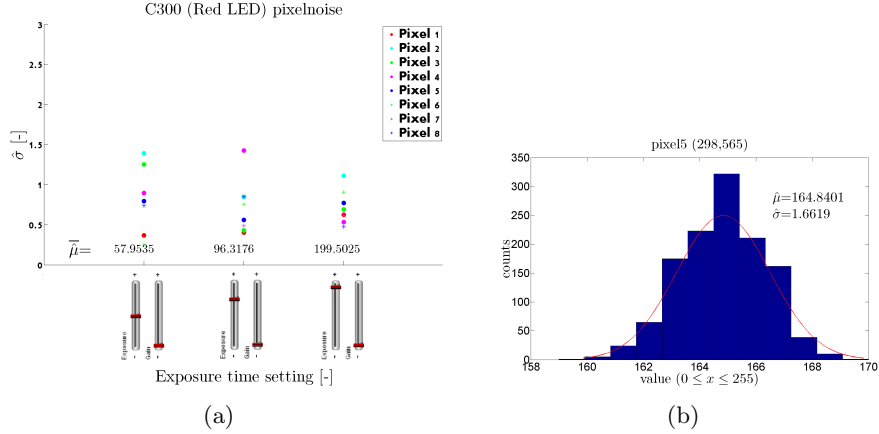 C300 (Red LED) pixelnoise
3
2.5
2
1.5
1
0.5
0
σ̂ [-]
Pixel 1
Pixel 2
Pixel 3
Pixel 4
Pixel 5
Pixel 6
Pixel 7
Pixel 8
μ̂= 57.9535 96.3176 199.5025
+ + + + + +
Exposure Gain Exposure Gain Exposure Gain
- - - - - -
Exposure time setting [-]
(a)
pixel5 (298,565)
350
300
250
200
150
100
50
0
counts
μ̂=164.8401
σ̂=1.6619
158 160 162 164 166 168 170
value (0 ≤ x ≤ 255)
(b)